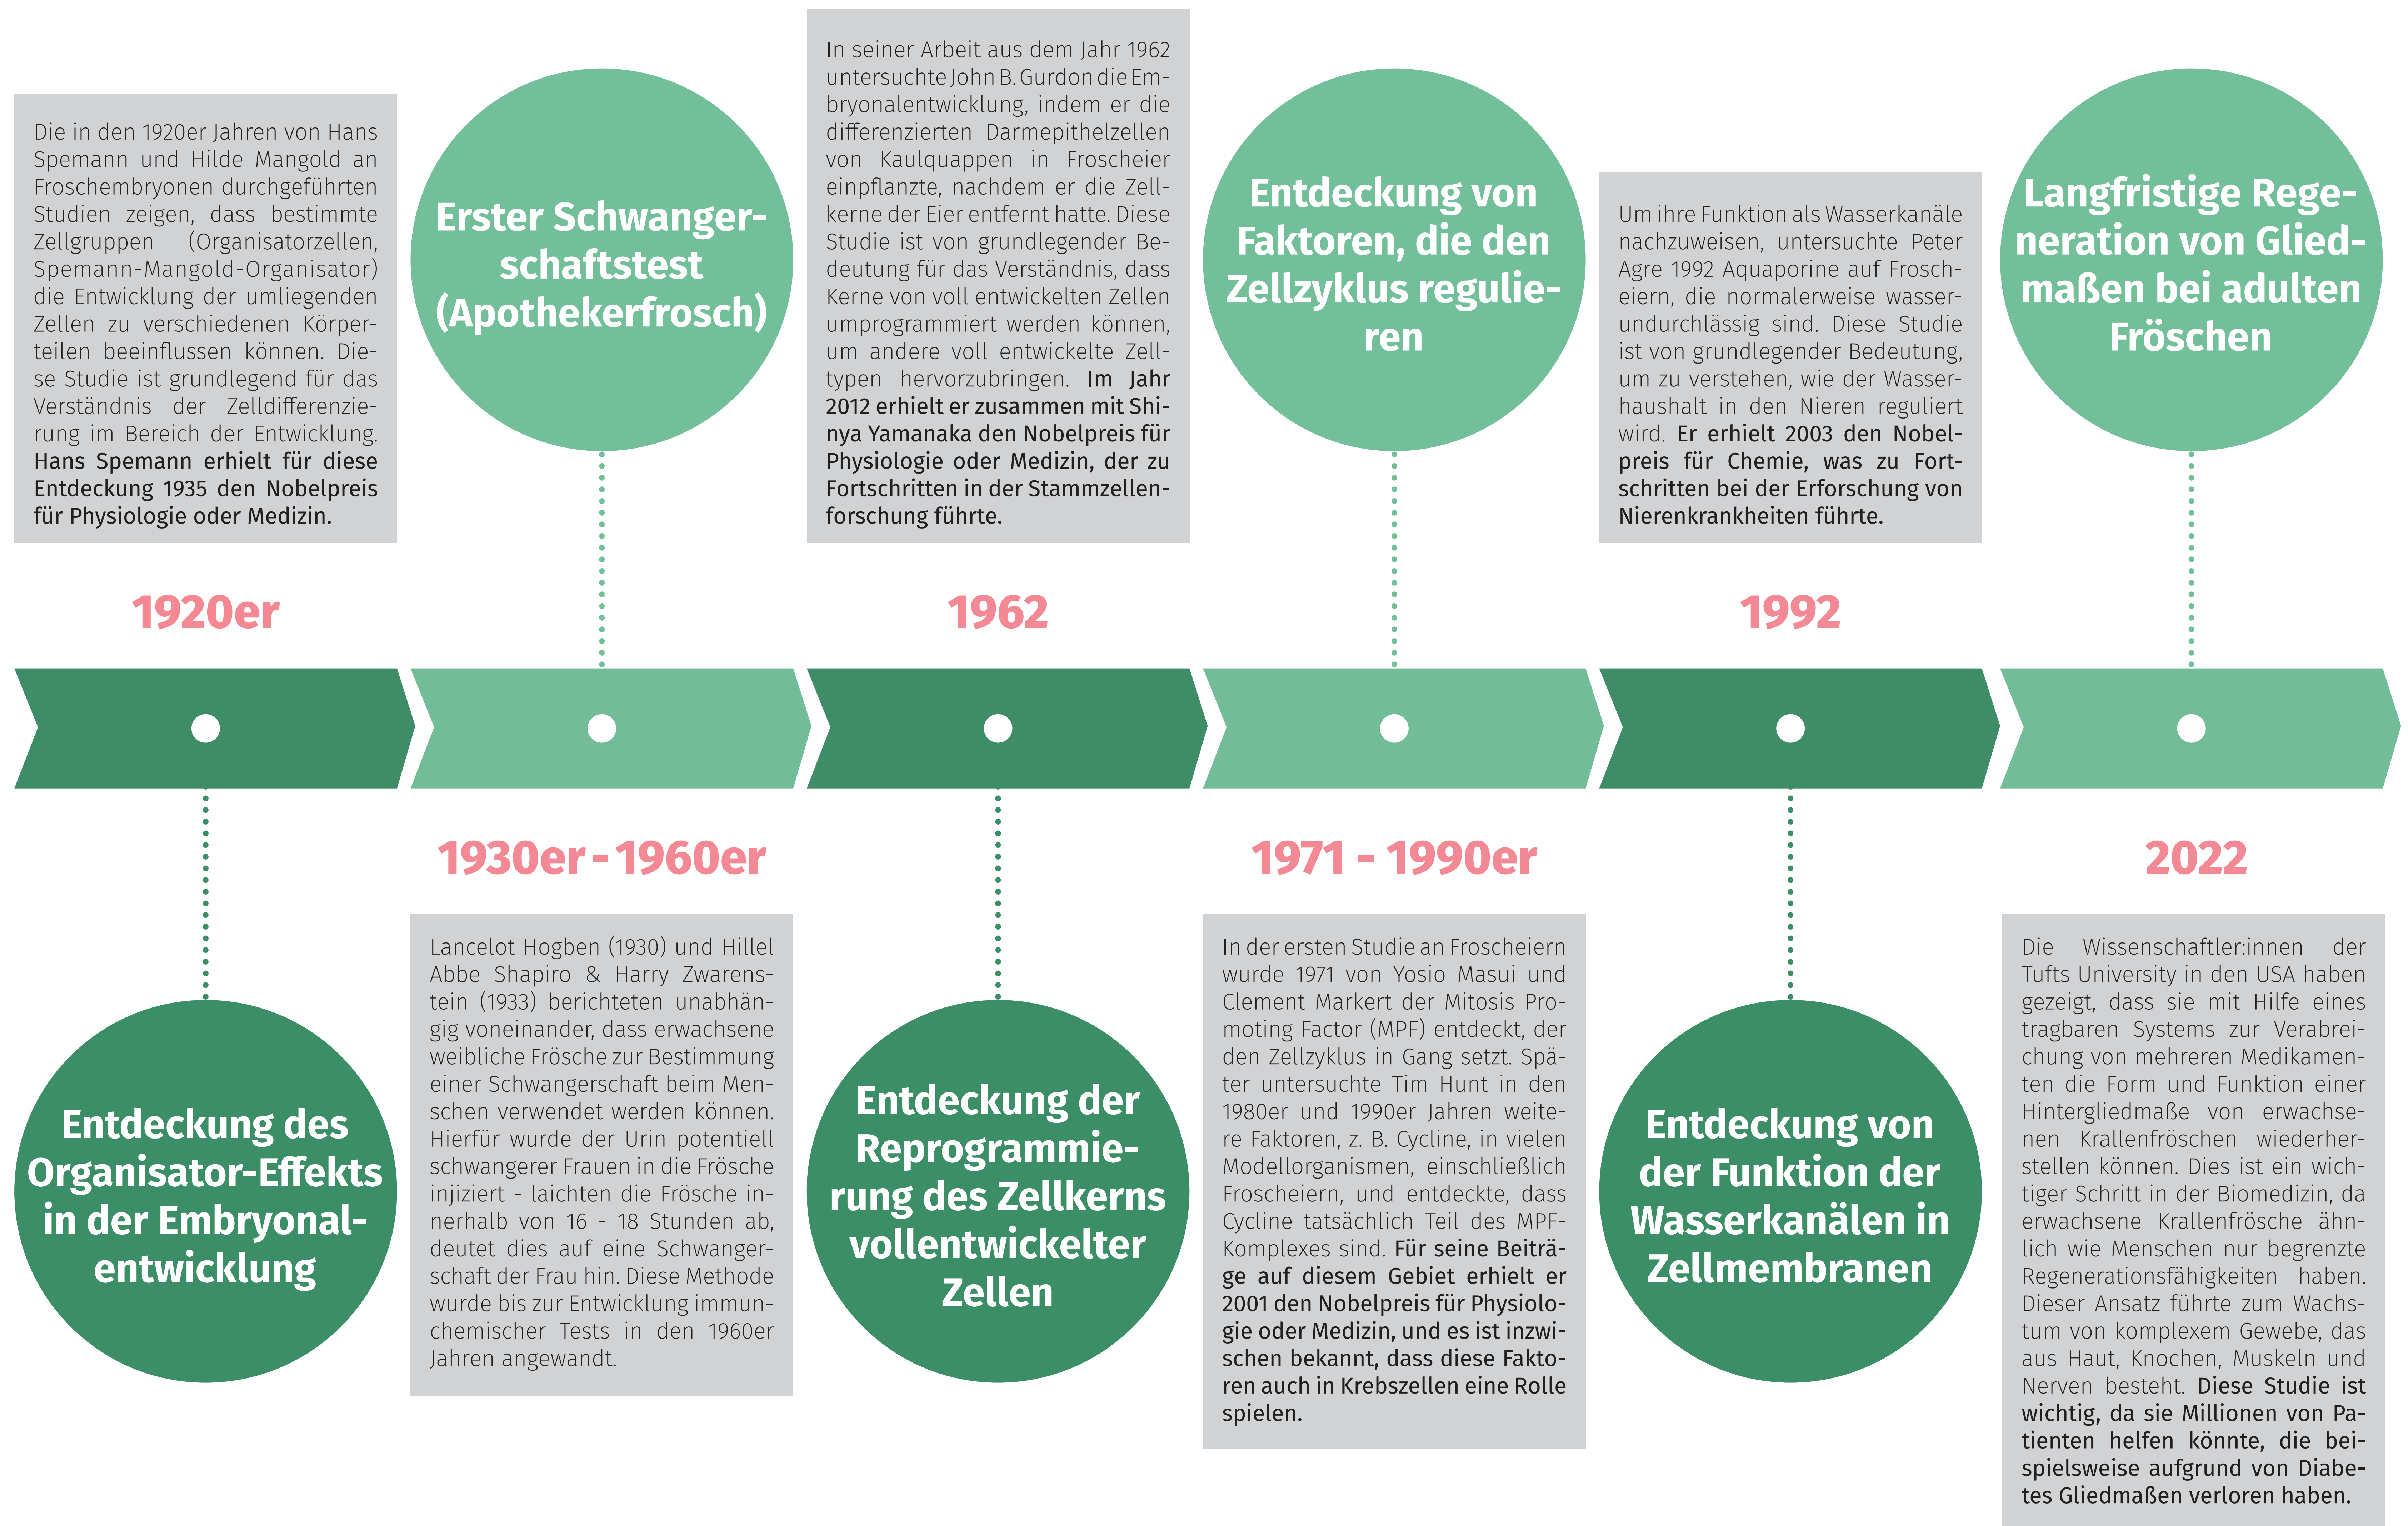 Die in den 1920er Jahren von Hans
Spemann und Hilde Mangold an
Froschembryonen durchgeführten
Studien zeigen, dass bestimmte
Zellgruppen (Organisatorzellen,
Spemann-Mangold-Organisator)
die Entwicklung der umliegenden
Zellen zu verschiedenen Körper-
teilen beeinflussen können. Die-
se Studie ist grundlegend für das
Verständnis der Zelldifferenzie-
rung im Bereich der Entwicklung.
Hans Spemann erhielt für diese
Entdeckung 1935 den Nobelpreis
für Physiologie oder Medizin.
1920er
Entdeckung des
Organisator-Effekts
in der Embryonal-
entwicklung
Erster Schwanger-
schaftstest
(Apothekerfrosch)
1930er - 1960er
Lancelot Hogben (1930) und Hillel
Abbe Shapiro & Harry Zwarens-
tein (1933) berichteten unabhän-
gig voneinander, dass erwachsene
weibliche Frösche zur Bestimmung
einer Schwangerschaft beim Men-
schen verwendet werden können.
Hierfür wurde der Urin potentiell
schwangerer Frauen in die Frösche
injiziert - laichten die Frösche in-
nerhalb von 16 - 18 Stunden ab,
deutet dies auf eine Schwanger-
schaft der Frau hin. Diese Methode
wurde bis zur Entwicklung immun-
chemischer Tests in den 1960er
Jahren angewandt.
In seiner Arbeit aus dem Jahr 1962
untersuchte John B. Gurdon die Em-
bryonalentwicklung, indem er die
differenzierten Darmepithelzellen
von Kaulquappen in Froscheier
einpflanzte, nachdem er die Zell-
kerne der Eier entfernt hatte. Diese
Studie ist von grundlegender Be-
deutung für das Verständnis, dass
Kerne von voll entwickelten Zellen
umprogrammiert werden können,
um andere voll entwickelte Zell-
typen hervorzubringen. Im Jahr
2012 erhielt er zusammen mit Shi-
nya Yamanaka den Nobelpreis für
Physiologie oder Medizin, der zu
Fortschritten in der Stammzellen-
forschung führte.
1962
Entdeckung der
Reprogrammie-
rung des Zellkerns
vollentwickelter
Zellen
Entdeckung von
Faktoren, die den
Zellzyklus regulie-
ren
1971 - 1990er
In der ersten Studie an Froscheiern
wurde 1971 von Yosio Masui und
Clement Markert der Mitosis Pro-
moting Factor (MPF) entdeckt, der
den Zellzyklus in Gang setzt. Spä-
ter untersuchte Tim Hunt in den
1980er und 1990er Jahren weite-
re Faktoren, z. B. Cycline, in vielen
Modellorganismen, einschließlich
Froscheiern, und entdeckte, dass
Cycline tatsächlich Teil des MPF-
Komplexes sind. Für seine Beiträ-
ge auf diesem Gebiet erhielt er
2001 den Nobelpreis für Physiolo-
gie oder Medizin, und es ist inzwi-
schen bekannt, dass diese Fakto-
ren auch in Krebszellen eine Rolle
spielen.
Um ihre Funktion als Wasserkanäle
nachzuweisen, untersuchte Peter
Agre 1992 Aquaporine auf Frosch-
eiern, die normalerweise wasser-
undurchlässig sind. Diese Studie
ist von grundlegender Bedeutung,
um zu verstehen, wie der Wasser-
haushalt in den Nieren reguliert
wird. Er erhielt 2003 den Nobel-
preis für Chemie, was zu Fort-
schritten bei der Erforschung von
Nierenkrankheiten führte.
1992
Entdeckung von
der Funktion der
Wasserkanälen in
Zellmembranen
Langfristige Rege-
neration von Glied-
maßen bei adulten
Fröschen
2022
Die Wissenschaftler:innen der
Tufts University in den USA haben
gezeigt, dass sie mit Hilfe eines
tragbaren Systems zur Verabrei-
chung von mehreren Medikamen-
ten die Form und Funktion einer
Hintergliedmaße von erwachse-
nen Krallenfröschen wiederher-
stellen können. Dies ist ein wich-
tiger Schritt in der Biomedizin, da
erwachsene Krallenfrösche ähn-
lich wie Menschen nur begrenzte
Regenerationsfähigkeiten haben.
Dieser Ansatz führte zum Wachs-
tum von komplexem Gewebe, das
aus Haut, Knochen, Muskeln und
Nerven besteht. Diese Studie ist
wichtig, da sie Millionen von Pa-
tienten helfen könnte, die bei-
spielsweise aufgrund von Diabe-
tes Gliedmaßen verloren haben.